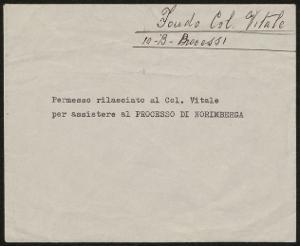 Fondo Col. Vitale
10-B-Processi
Permesso rilasciato al Col. Vitale
per assistere al PROCESSO DI NORIMBERGA